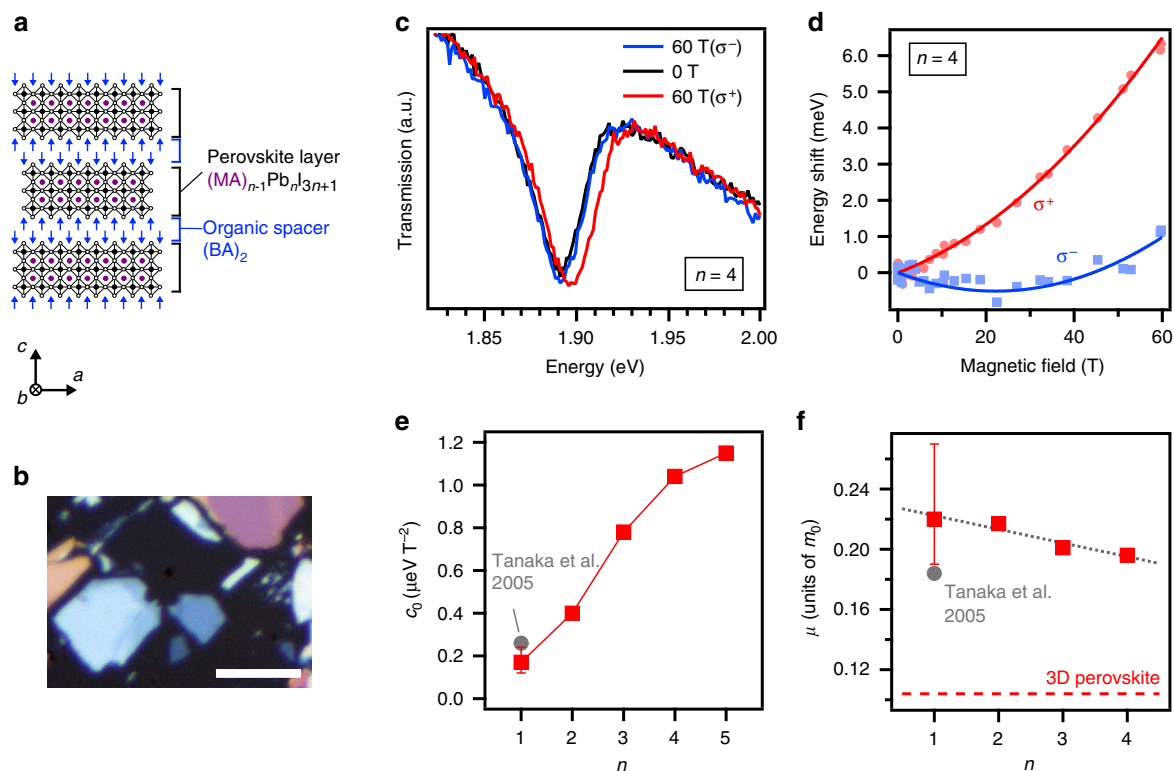 a
Perovskite layer
(MA)n-1PbnI3n+1
Organic spacer
(BA)2
c
a
b
b
c
60 T(σ−)
0 T
60 T(σ+)
Transmission (a.u.)
n = 4
1.85
1.90
1.95
2.00
Energy (eV)
d
n = 4
6.0
5.0
4.0
3.0
2.0
1.0
0
Energy shift (meV)
σ+
σ−
0
20
40
60
Magnetic field (T)
e
1.2
1.0
0.8
0.6
0.4
0.2
0.0
c0 (μeV T−2)
Tanaka et al.
2005
1
2
3
4
5
n
f
0.24
0.20
0.16
0.12
μ (units of m0)
Tanaka et al.
2005
3D perovskite
1
2
3
4
n